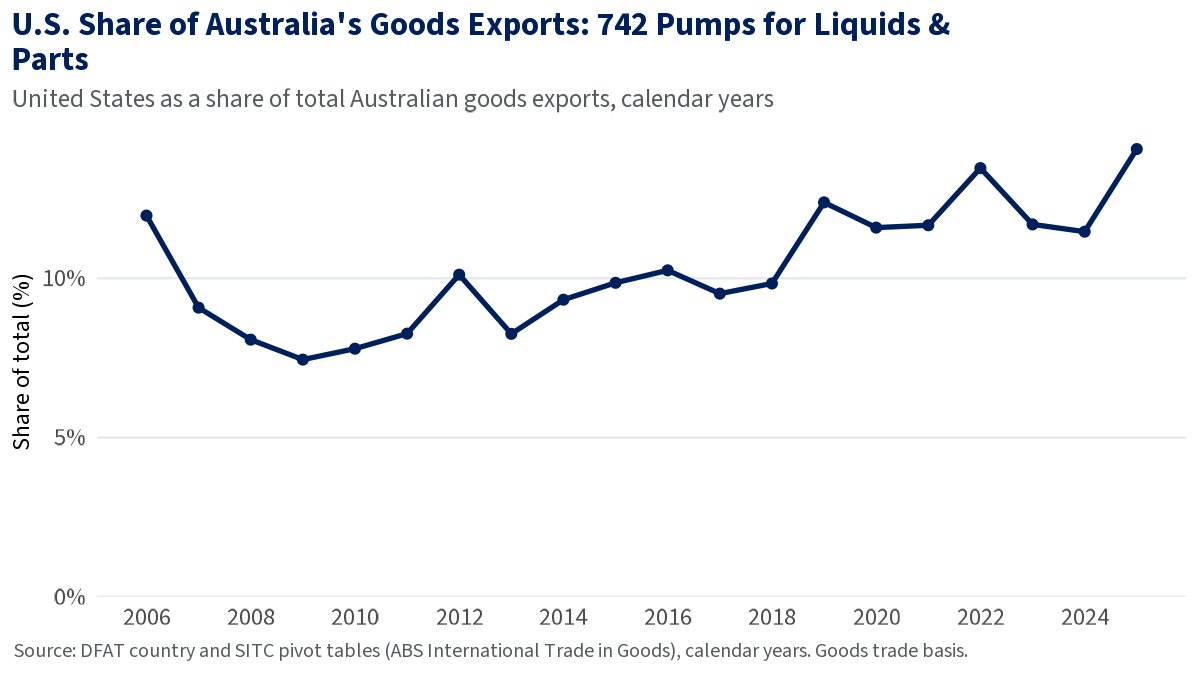 U.S. Share of Australia's Goods Exports: 742 Pumps for Liquids &
Parts
United States as a share of total Australian goods exports, calendar years
Share of total (%)
10%
5%
0%
2006 2008 2010 2012 2014 2016 2018 2020 2022 2024
Source: DFAT country and SITC pivot tables (ABS International Trade in Goods), calendar years. Goods trade basis.